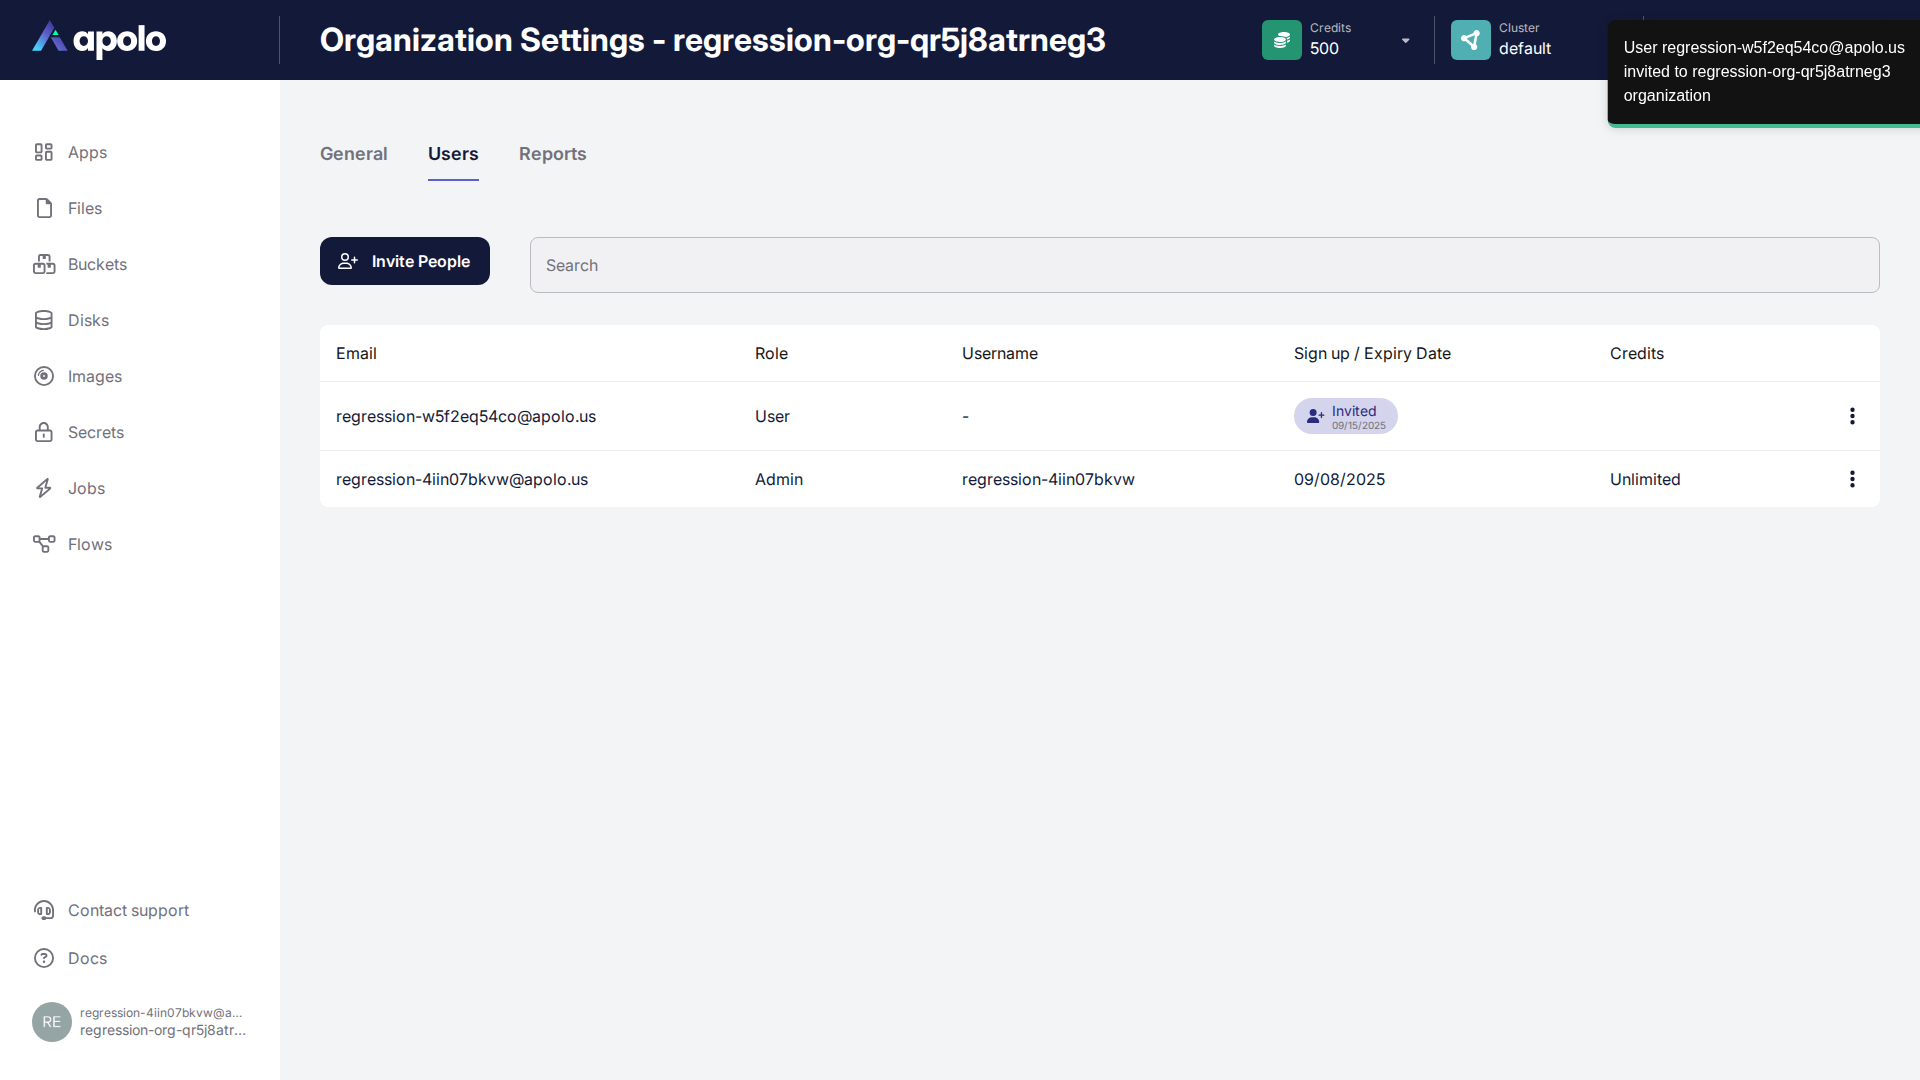 apolo
Organization Settings - regression-org-qr5j8atrneg3
Credits
500
Cluster
default
User regression-w5f2eq54co@apolo.us
invited to regression-org-qr5j8atrneg3
organization
Apps
Files
Buckets
Disks
Images
Secrets
Jobs
Flows
Contact support
Docs
RE
regression-4iin07bkvw@a...
regression-org-qr5j8atr...
General Users Reports
Invite People
Search
Email Role Username Sign up / Expiry Date Credits
regression-w5f2eq54co@apolo.us User - Invited
09/15/2025
regression-4iin07bkvw@apolo.us Admin regression-4iin07bkvw 09/08/2025 Unlimited